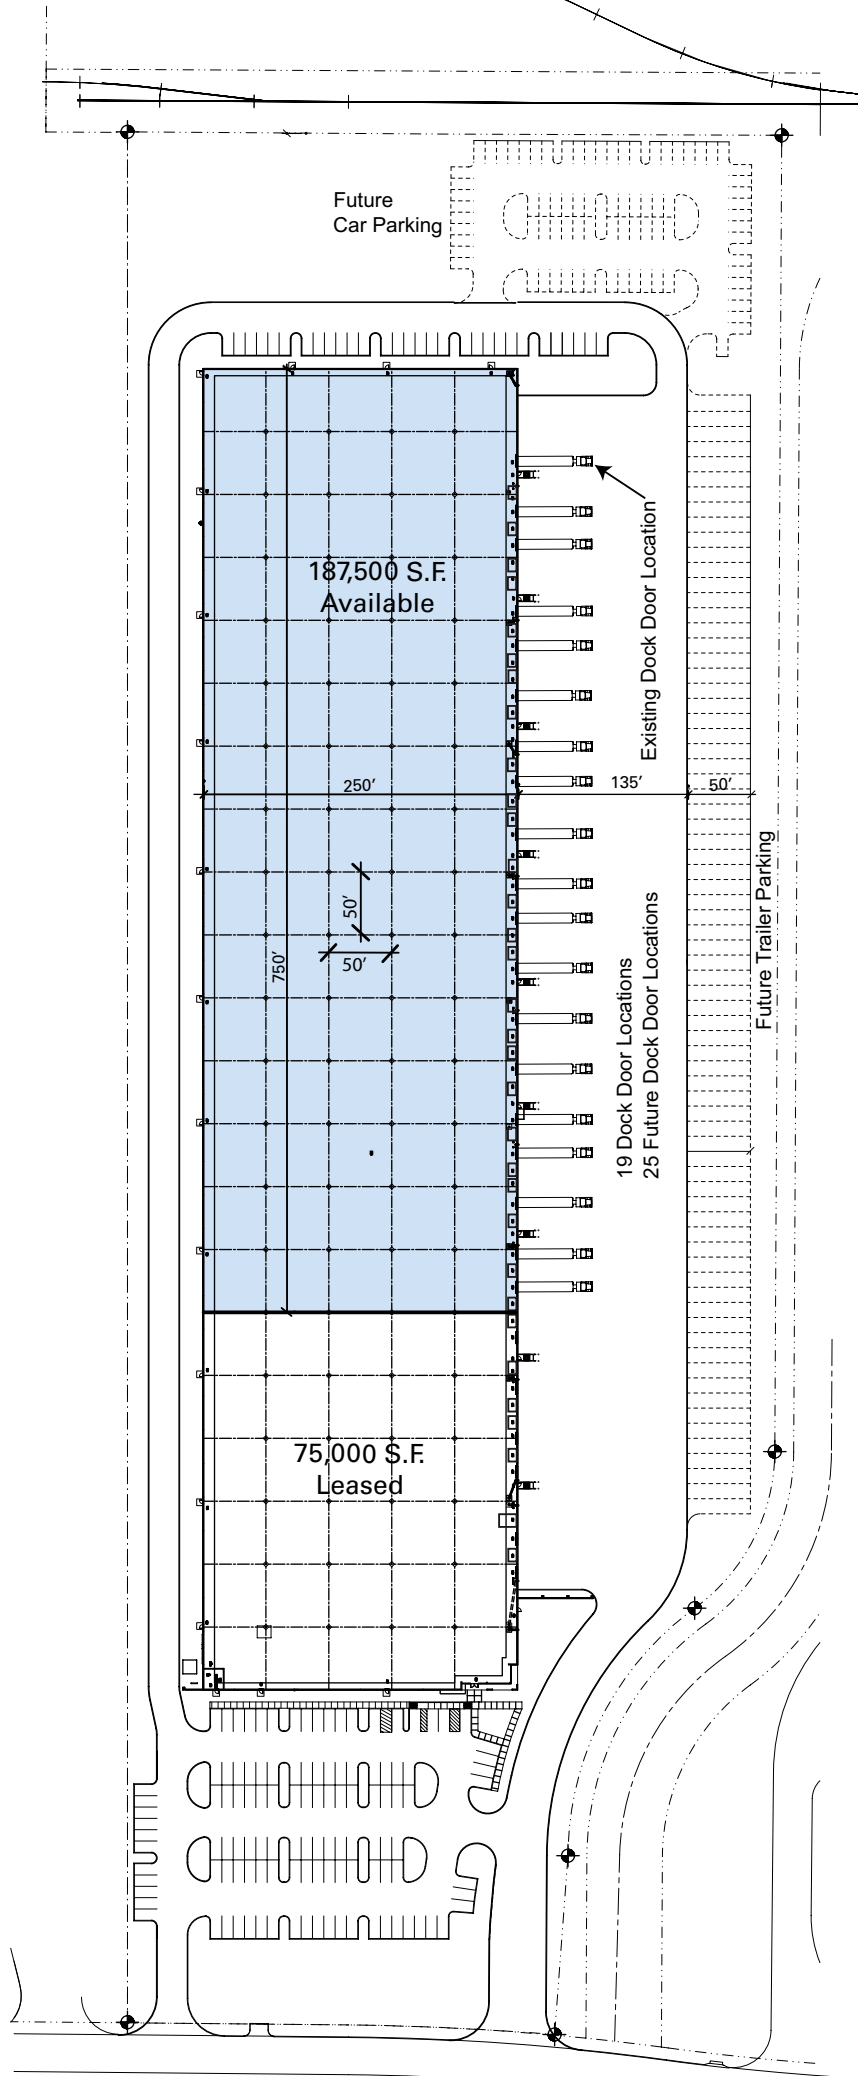 Future
Car Parking
187,500 S.F.
Available
Existing Dock Door Location
250’
135’
50’
50’
50’
750’
19 Dock Door Locations
25 Future Dock Door Locations
Future Trailer Parking
75,000 S.F.
Leased